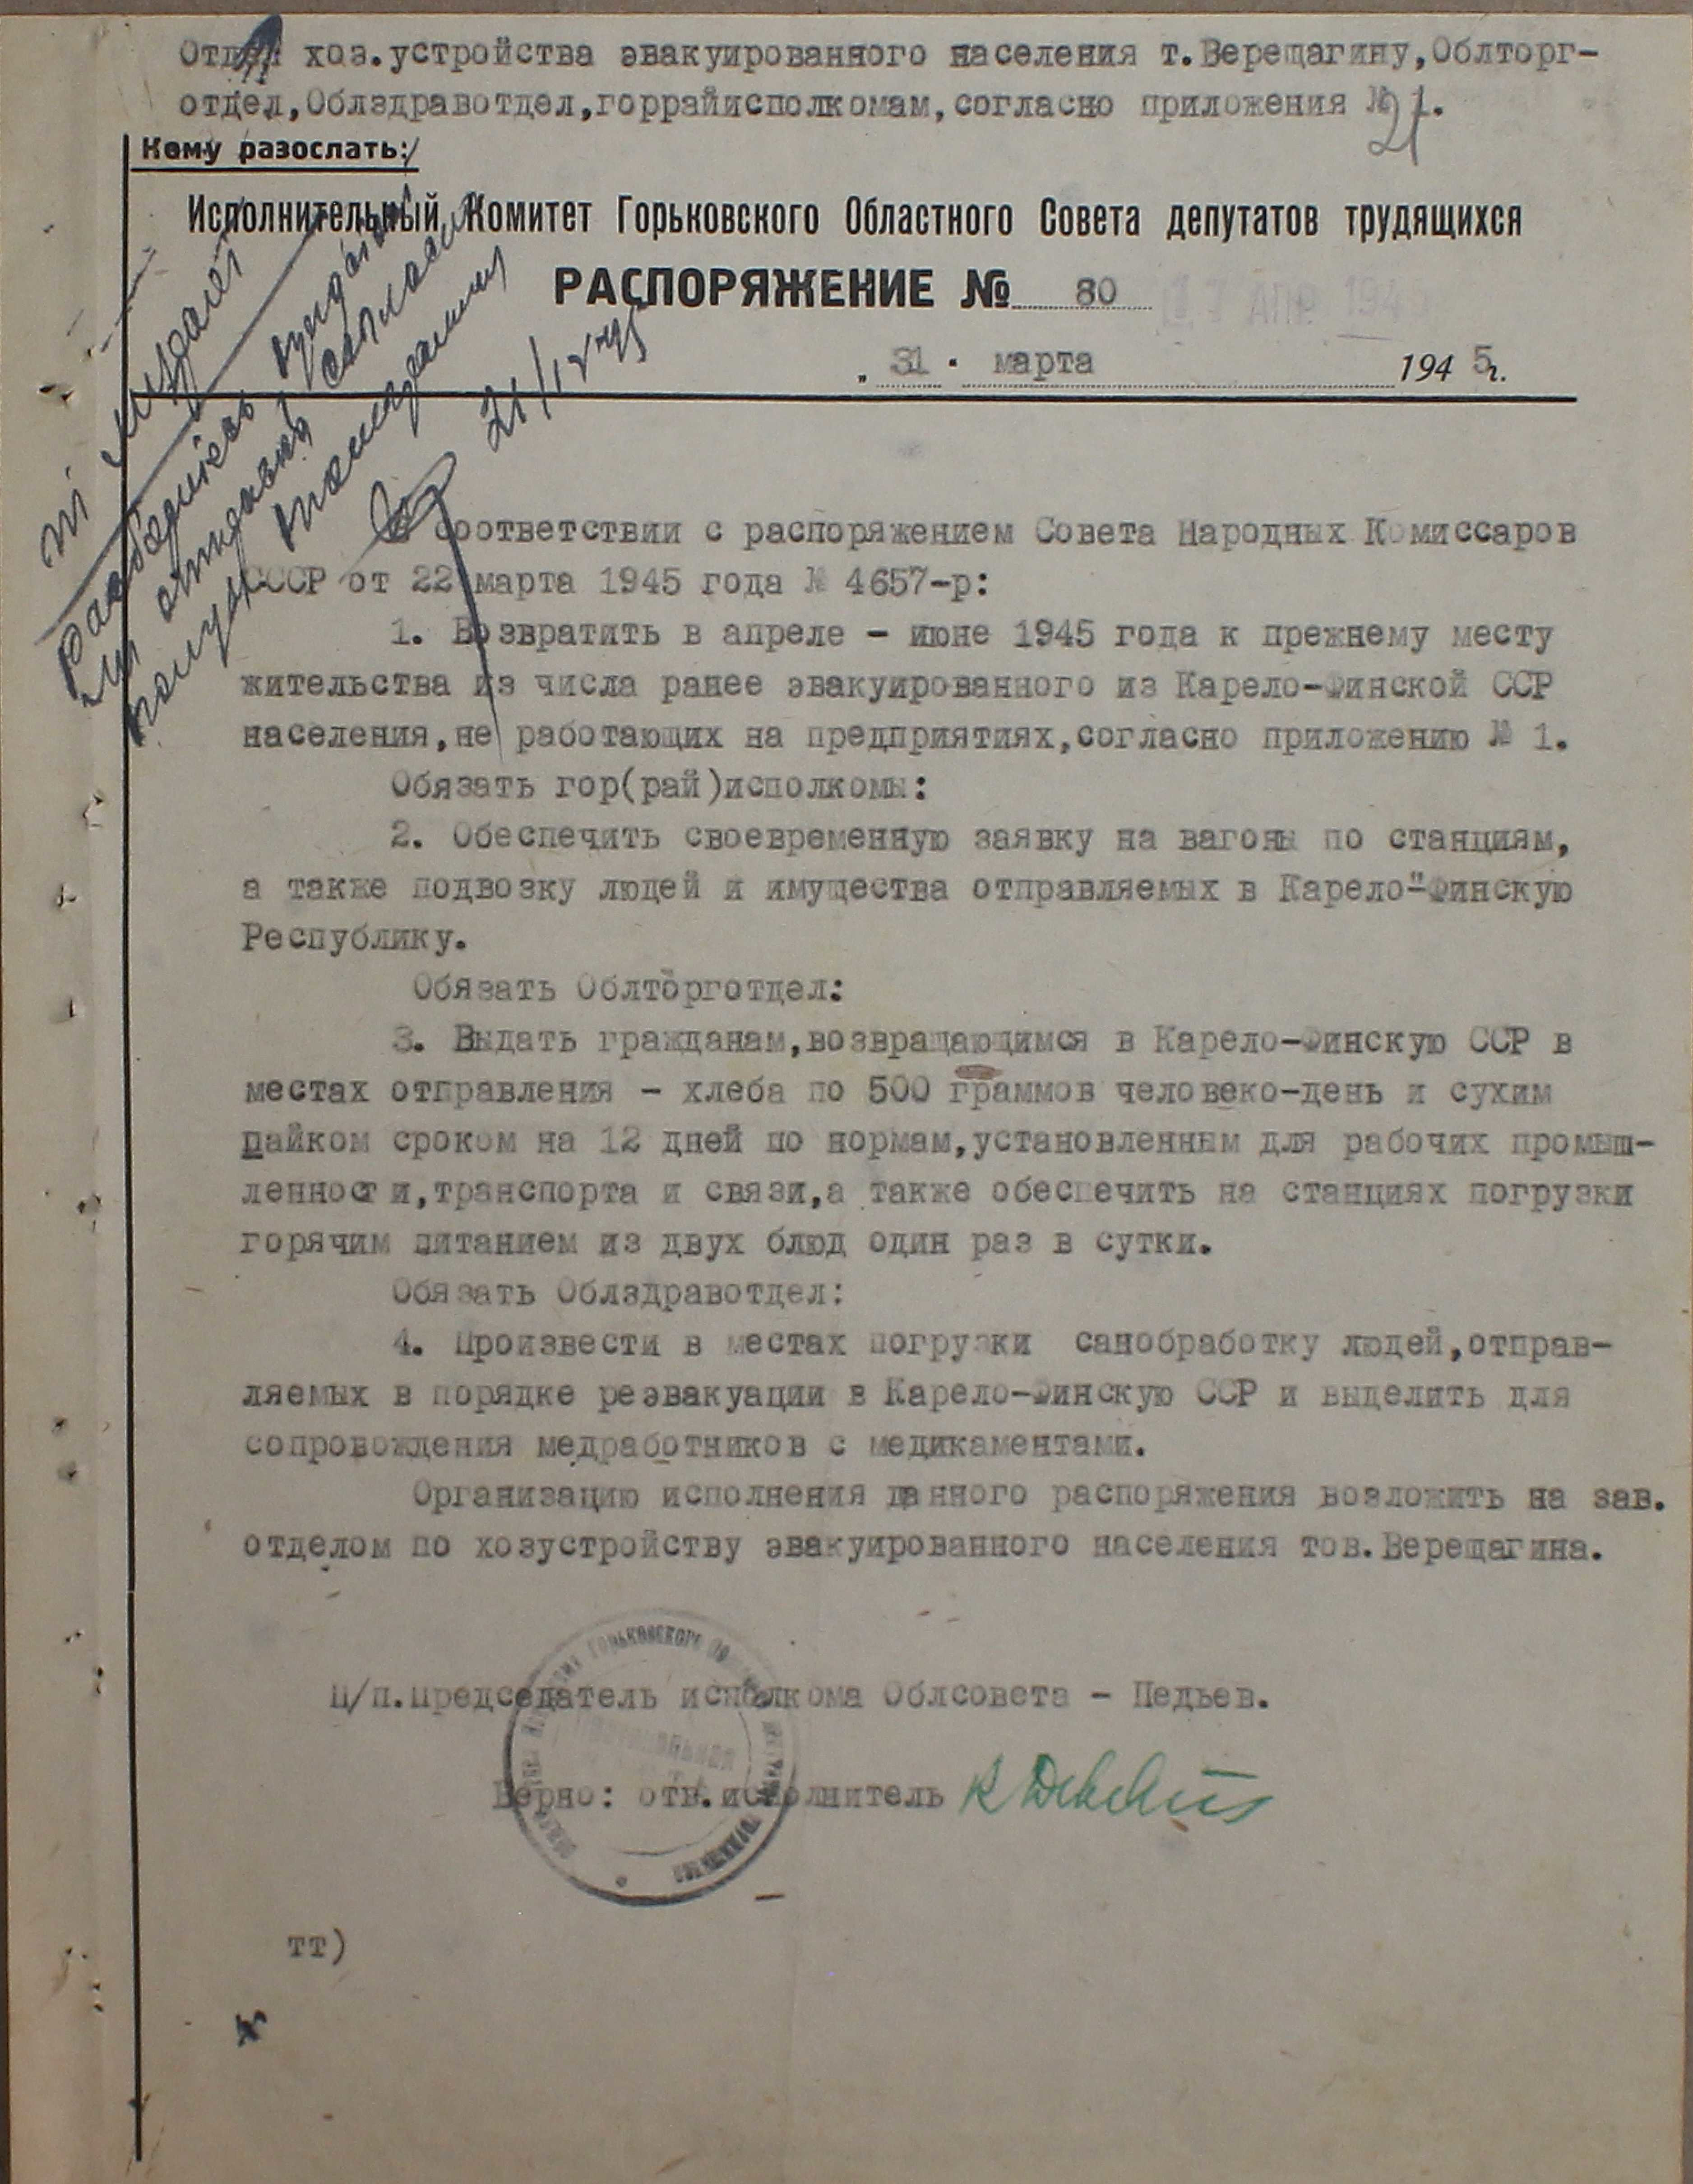 Отдел хоз.устройства эвакуированного населения т.Верещагину,Облторг-
отдел,Облздравотдел,горрайисполкомам,согласно приложения № 1.
21
Кому разослать:
Исполнительный Комитет Горьковского Областного Совета депутатов трудящихся
РАСПОРЯЖЕНИЕ № 80
17 АПР 194
„ 31 " марта 1945г.
В соответствии с распоряжением Совета Народных Комиссаров
СССР от 22 марта 1945 года № 4657-р:
1. Возвратить в апреле - июне 1945 года к прежнему месту
жительства из числа ранее эвакуированного из Карело-Финской ССР
населения,не работающих на предприятиях,согласно приложению № 1.
Обязать гор(рай)исполкомы:
2. Обеспечить своевременную заявку на вагоны по станциям,
а также подвозку людей и имущества отправляемых в Карело-Финскую
Республику.
Обязать Облторготдел:
3. Выдать гражданам,возвращающимся в Карело-Финскую ССР в
местах отправления - хлеба по 500 граммов человеко-день и сухим
пайком сроком на 12 дней по нормам,установленным для рабочих промыш-
ленности,транспорта и связи,а также обеспечить на станциях погрузки
горячим питанием из двух блюд один раз в сутки.
Обязать Облздравотдел:
4. Произвести в местах погрузки санобработку людей,отправ-
ляемых в порядке реэвакуации в Карело-Финскую ССР и выделить для
сопровождения медработников с медикаментами.
Организацию исполнения данного распоряжения возложить на зав.
отделом по хозустройству эвакуированного населения тов.Верещагина.
П/п.Председатель исполкома Облсовета - Педьев.
Верно: отв.исполнитель
Горьковского
тт)